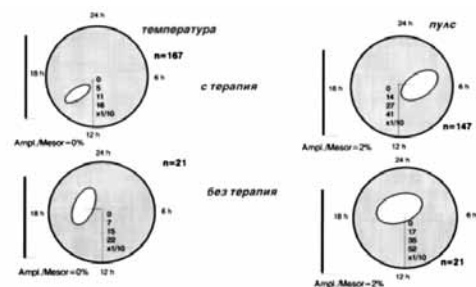 24 h
температура
n=167
18 h
6 h
0
5
11
16
x1/10
12 h
Ampl./Mesor=0%
с терапия
пулс
24 h
18 h
6 h
0
14
27
41
x1/10
n=147
12 h
Ampl./Mesor=2%
24 h
n=21
18 h
6 h
0
7
15
22
x1/10
12 h
Ampl./Mesor=0%
без терапия
24 h
18 h
6 h
0
17
35
52
x1/10
n=21
12 h
Ampl./Mesor=2%